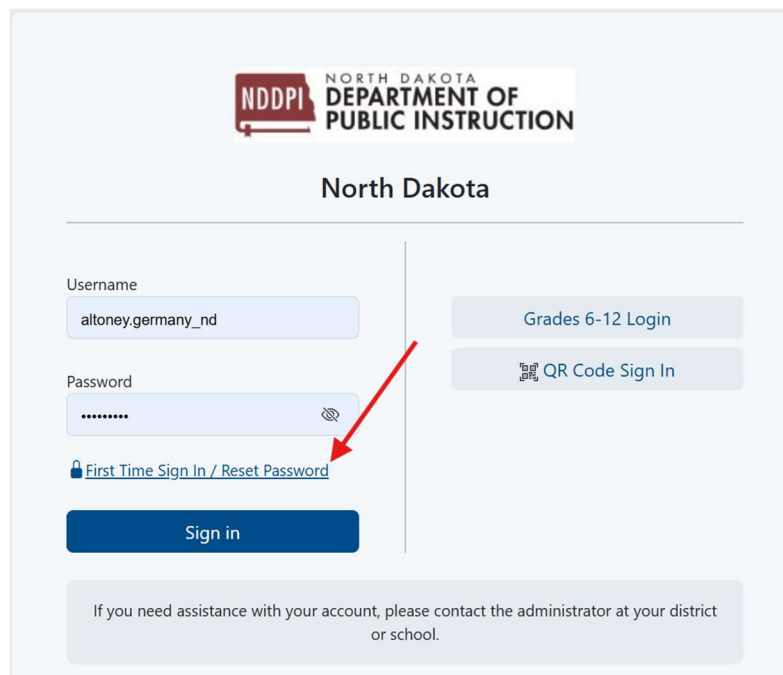 NDDPI
NORTH DAKOTA
DEPARTMENT OF
PUBLIC INSTRUCTION
North Dakota
Username
altoney.germany_nd
Password
•••••••••
First Time Sign In / Reset Password
Sign in
Grades 6-12 Login
QR Code Sign In
If you need assistance with your account, please contact the administrator at your district
or school.